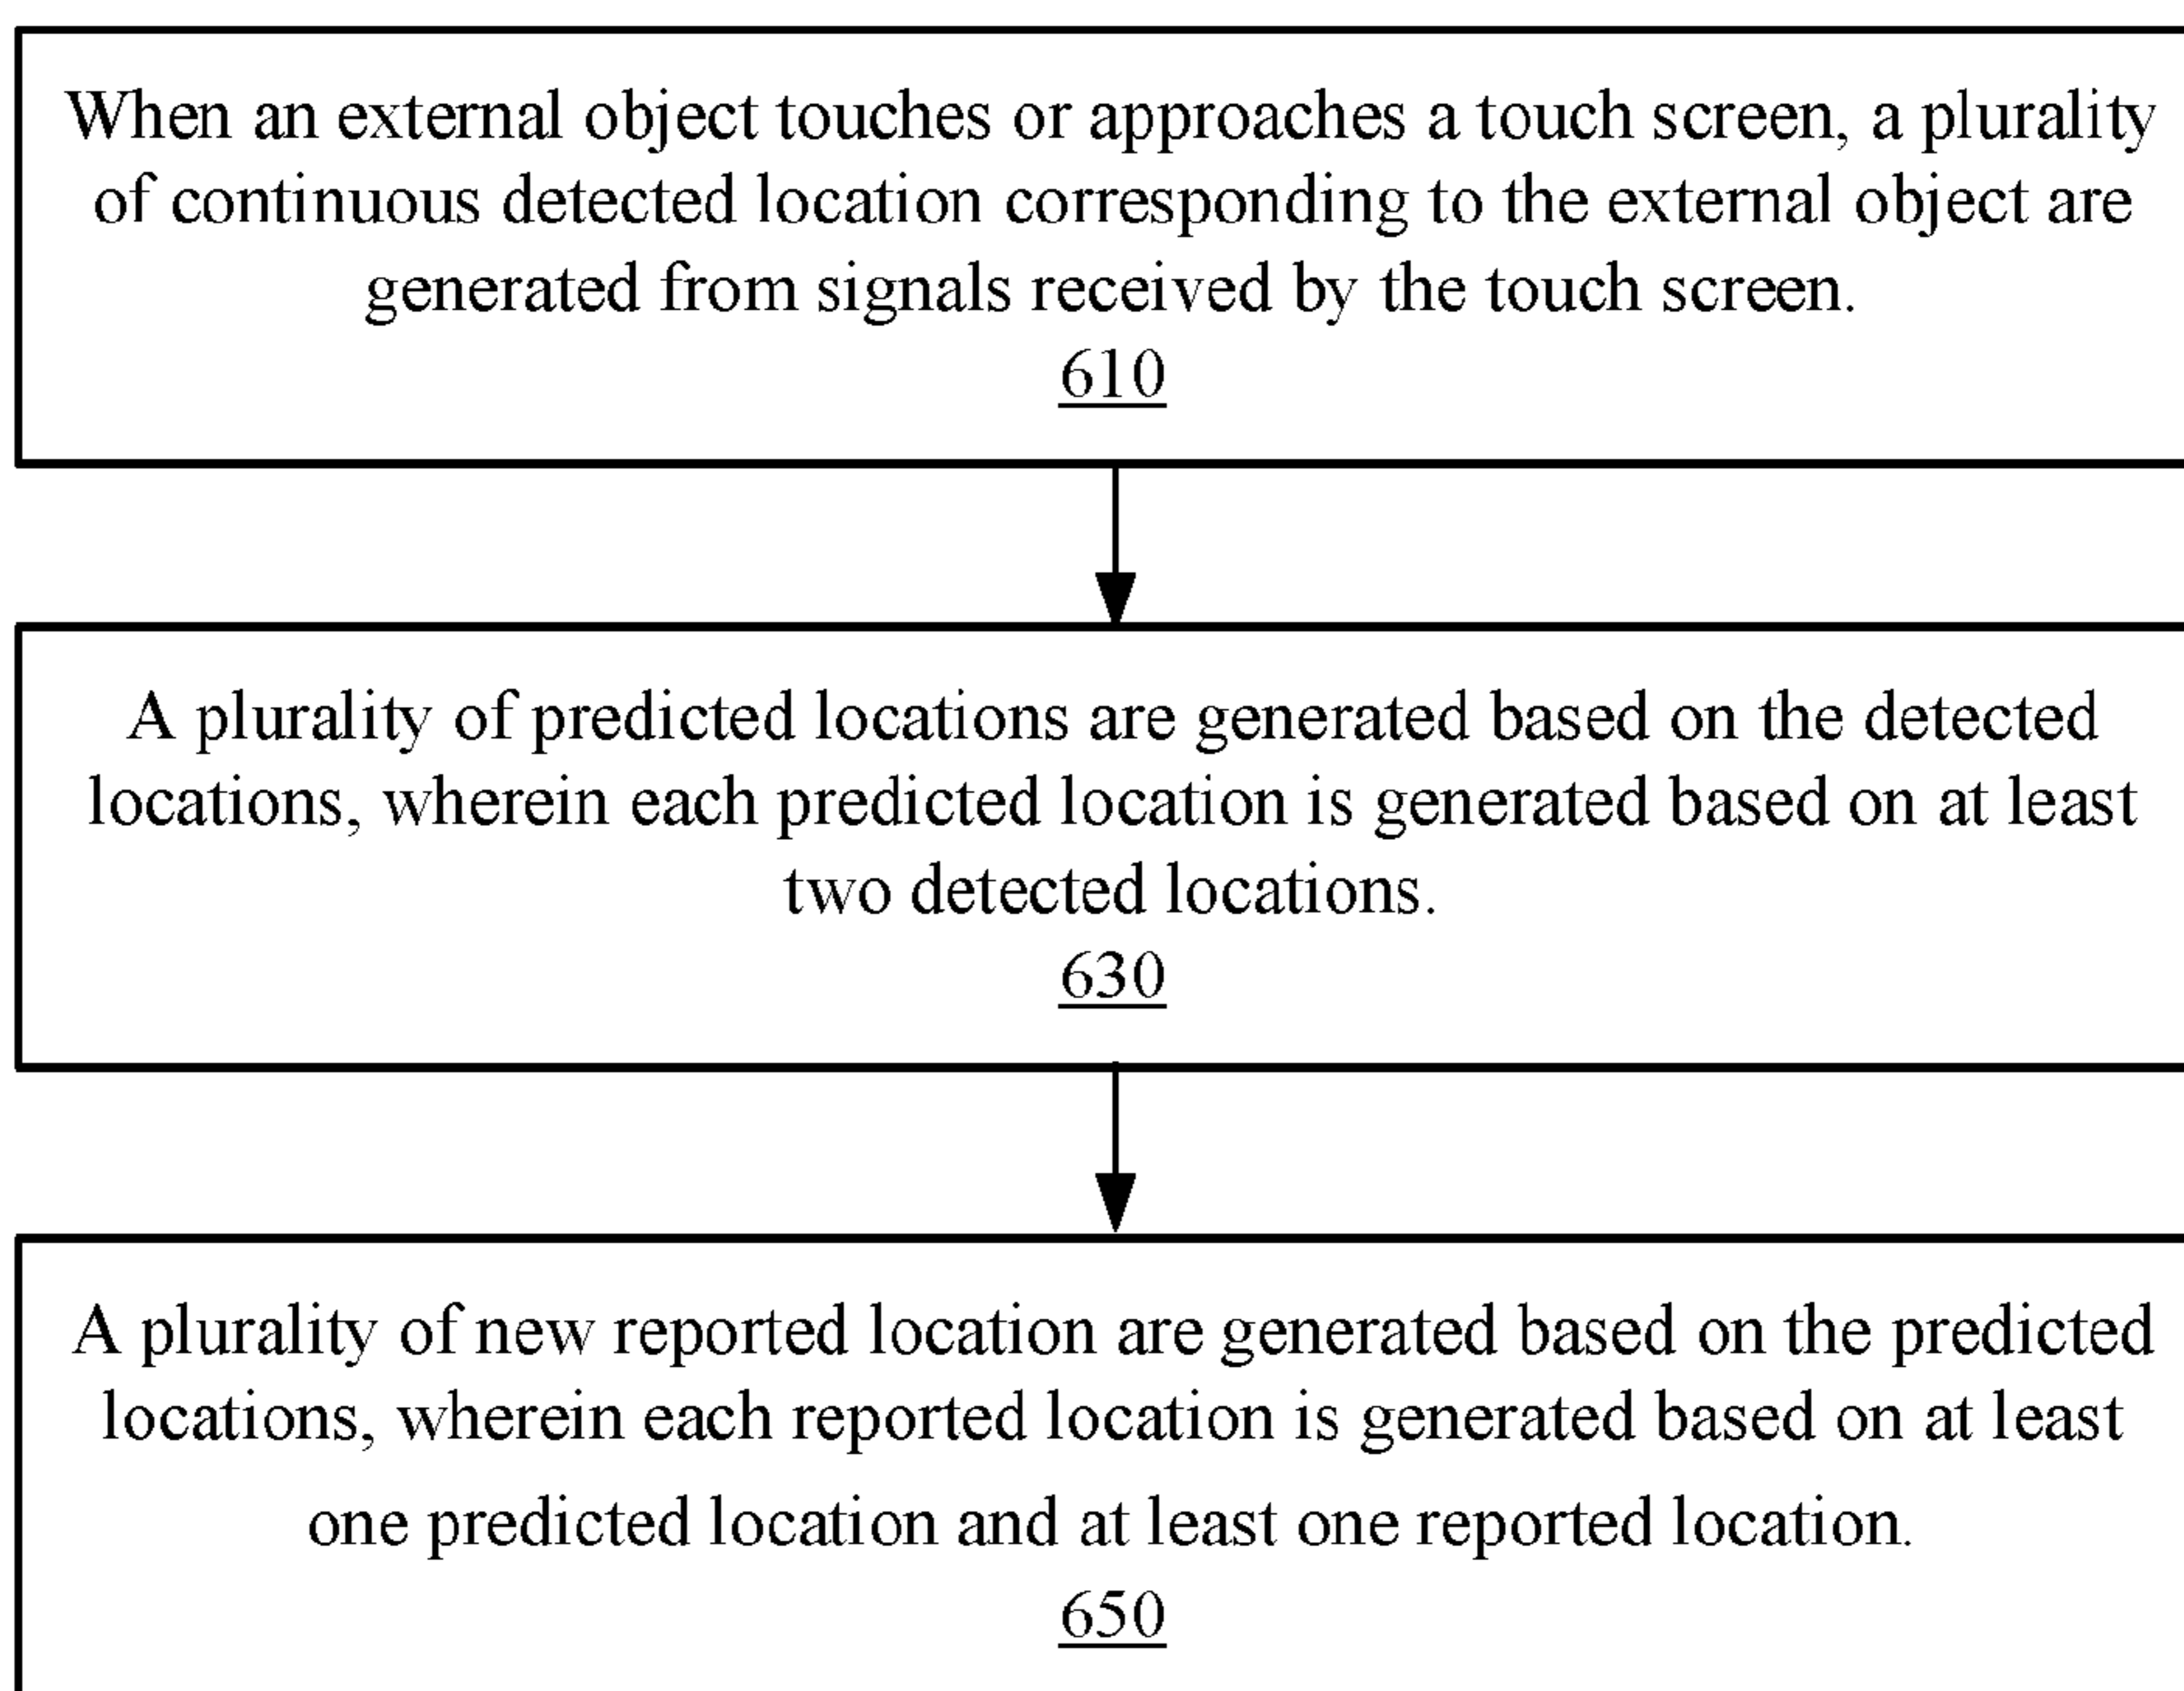 When an external object touches or approaches a touch screen, a plurality
of continuous detected location corresponding to the external object are
generated from signals received by the touch screen.
610
A plurality of predicted locations are generated based on the detected
locations, wherein each predicted location is generated based on at least
two detected locations.
630
A plurality of new reported location are generated based on the predicted
locations, wherein each reported location is generated based on at least
one predicted location and at least one reported location.
650